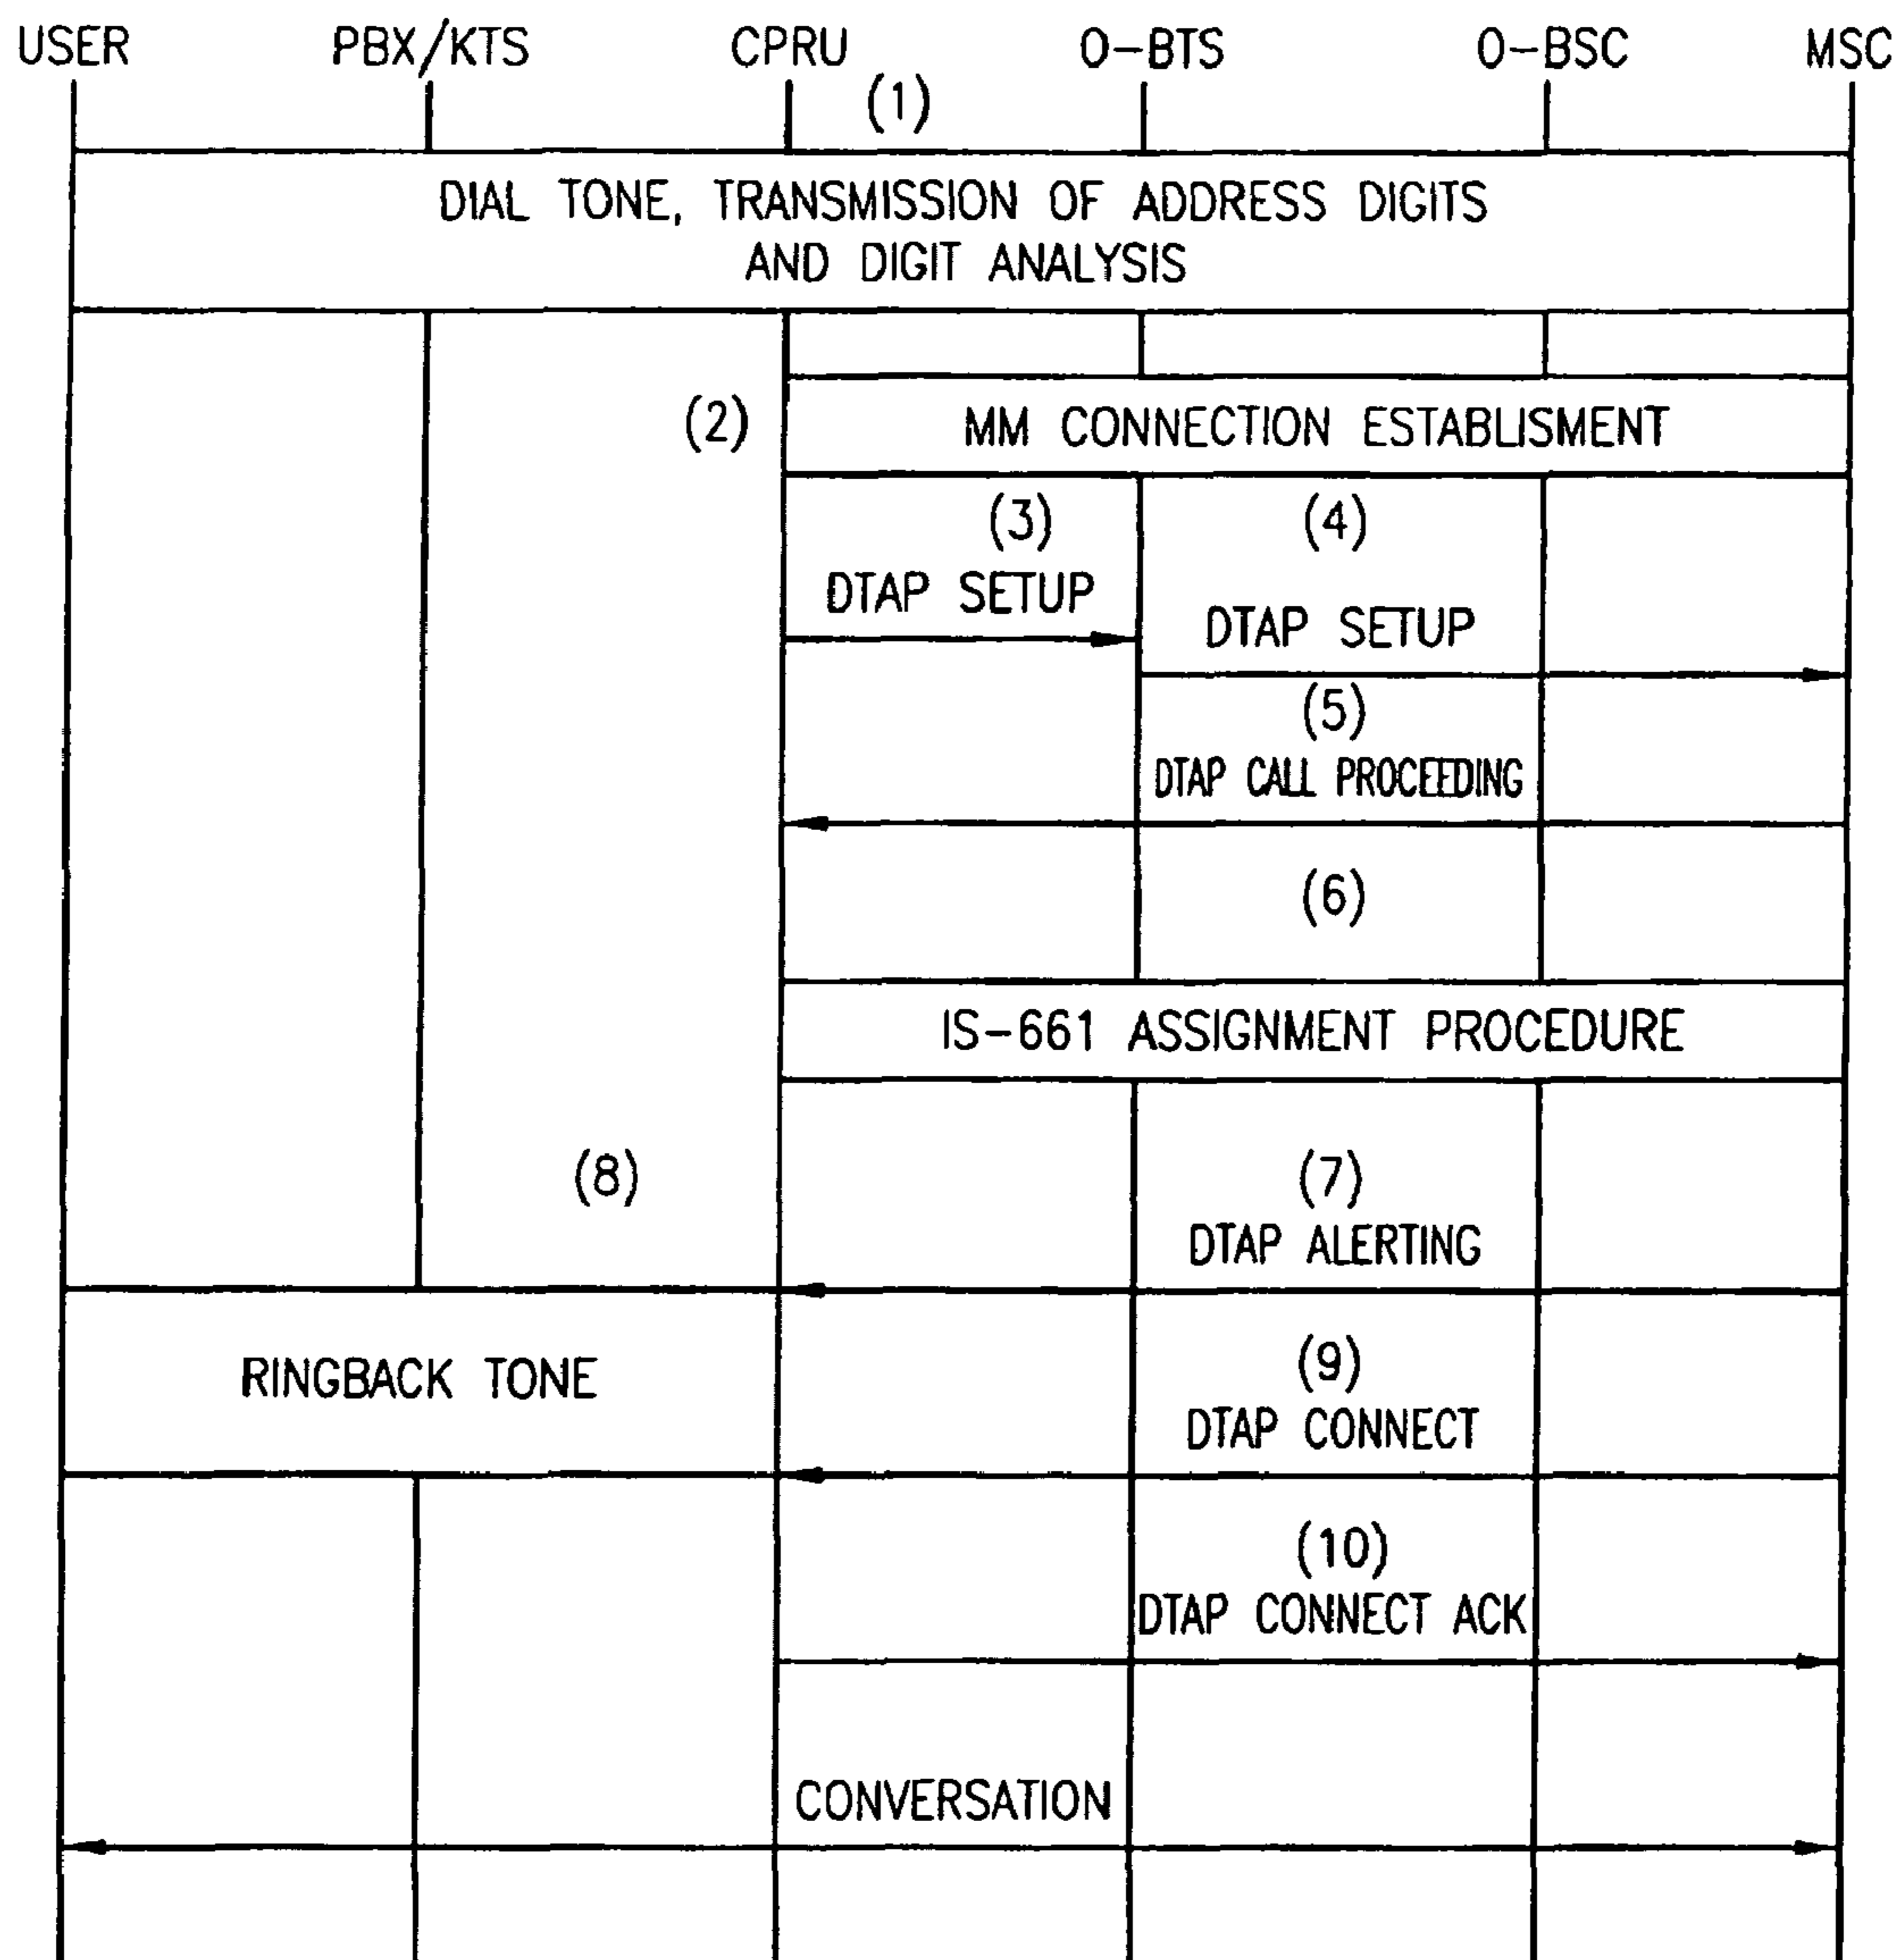 USER PBX/KTS CPRU O-BTS O-BSC MSC
(1)
DIAL TONE, TRANSMISSION OF ADDRESS DIGITS
AND DIGIT ANALYSIS
(2) MM CONNECTION ESTABLISMENT
(3) (4)
DTAP SETUP
DTAP SETUP
(5)
DTAP CALL PROCEEDING
(6)
IS-661 ASSIGNMENT PROCEDURE
(8) (7)
DTAP ALERTING
(9)
RINGBACK TONE
DTAP CONNECT
(10)
DTAP CONNECT ACK
CONVERSATION